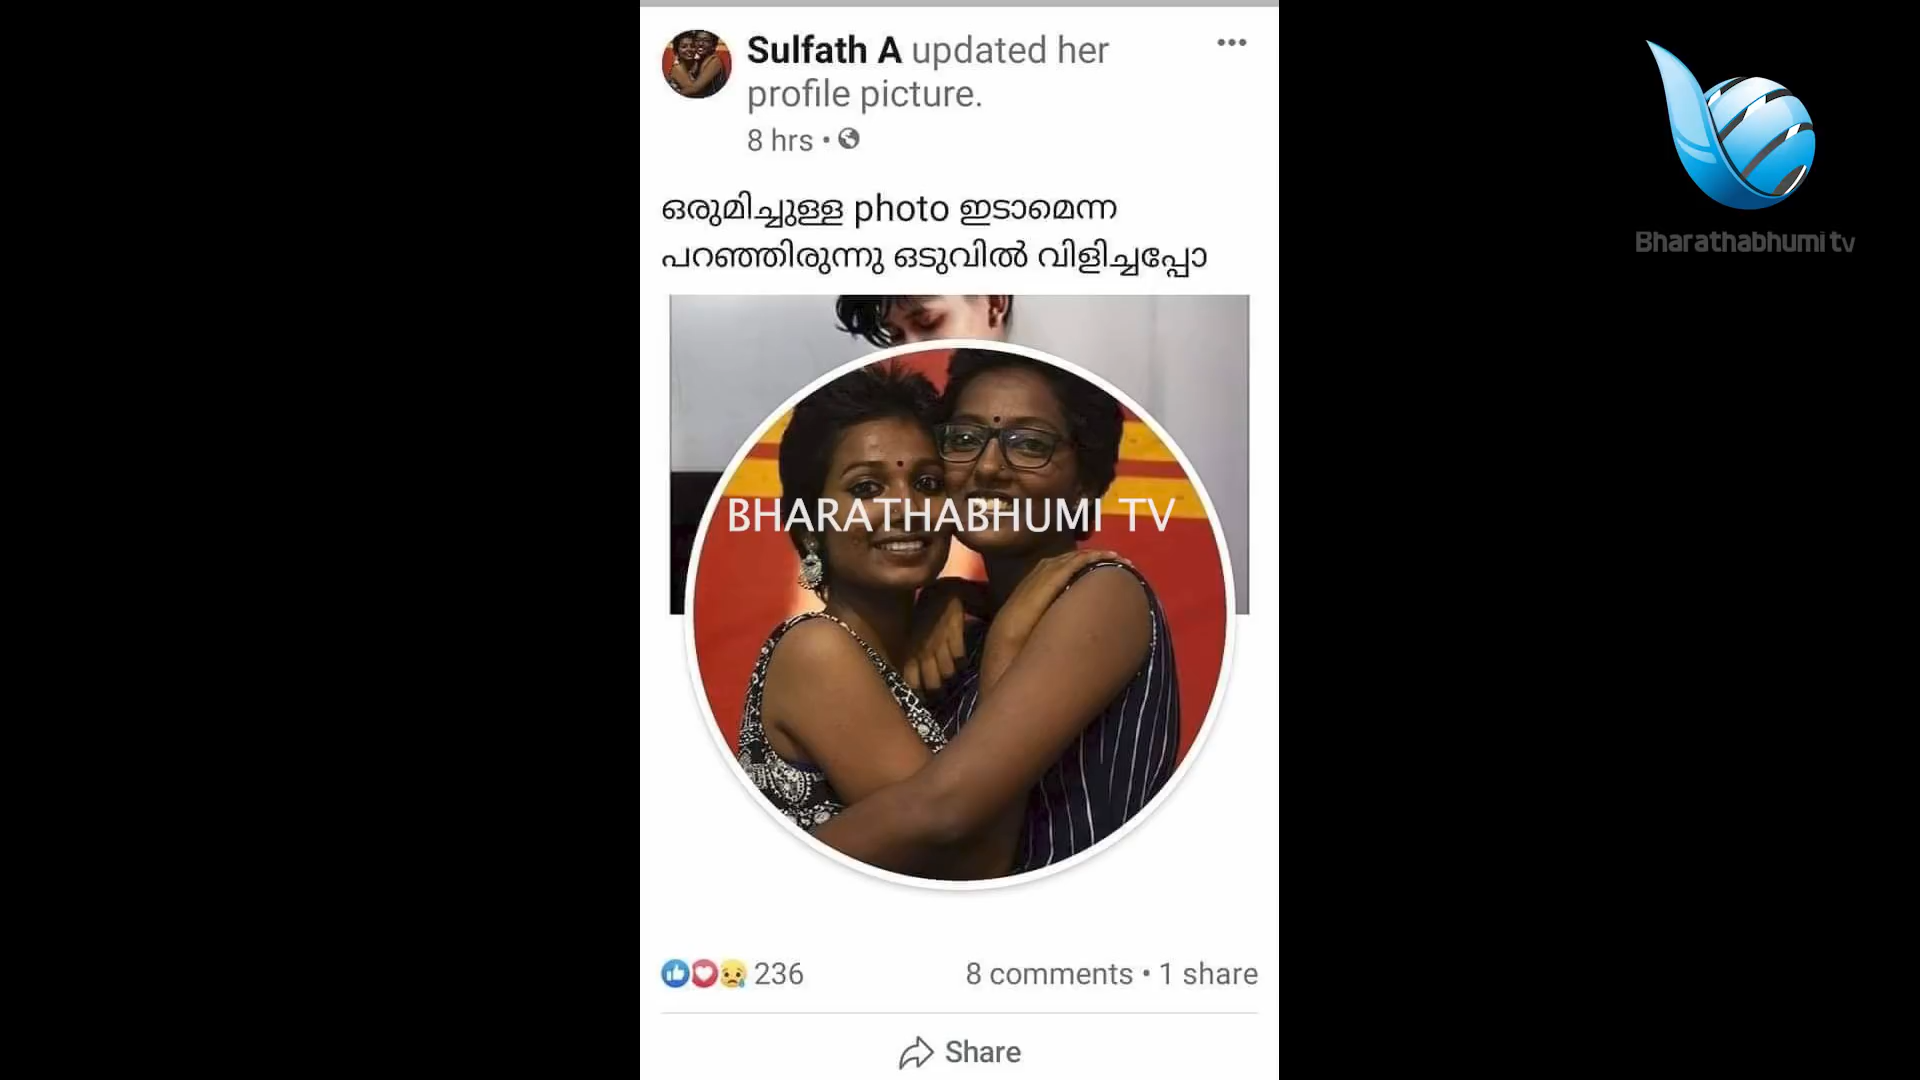 Sulfath A updated her
profile picture.
8 hrs •
ഒരുമിച്ചുള്ള photo ഇടാമെന്ന
പറഞ്ഞിരുന്നു ഒടുവിൽ വിളിച്ചപ്പോ
Bharathabhumi tv
BHARATHABHUMI TV
236
8 comments • 1 share
Share